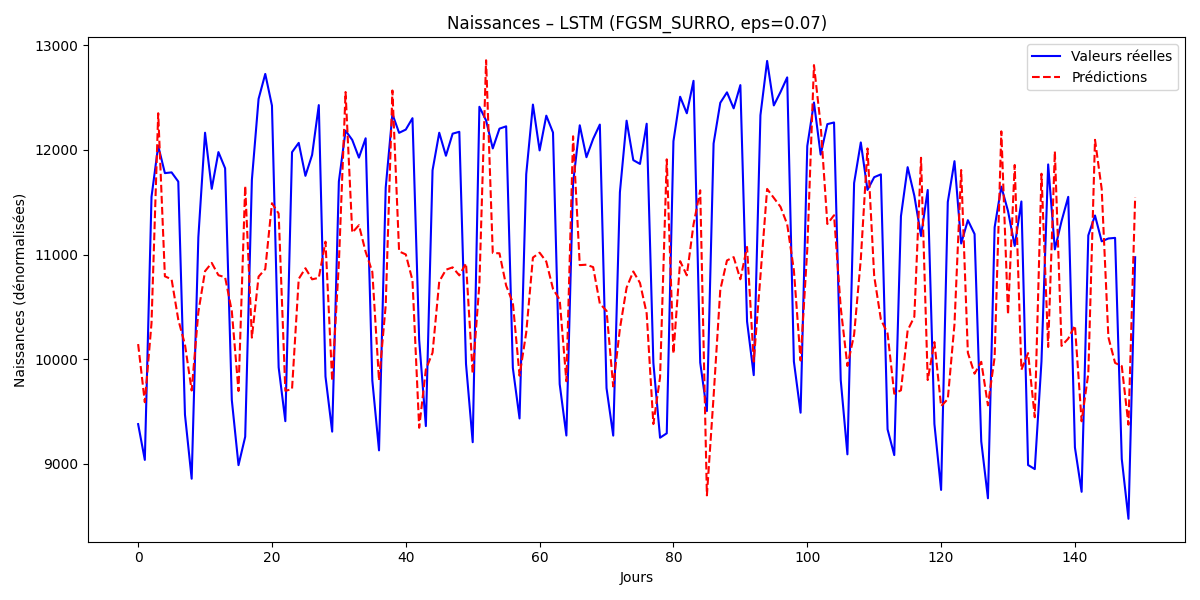 Naissances – LSTM (FGSM_SURRO, eps=0.07)
Valeurs réelles
Prédictions
Naissances (dénormalisées)
13000
12000
11000
10000
9000
0 20 40 60 80 100 120 140
Jours